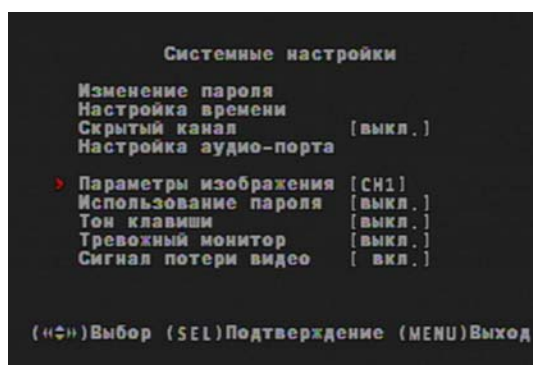 Системные настройки
Изменение пароля
Настройка времени
Скрытый канал [выкл.]
Настройка аудио-порта
Параметры изображения [CH1]
Использование пароля [выкл.]
Тон клавиши [выкл.]
Тревожный монитор [выкл.]
Сигнал потери видео [ вкл.]
(⏪⬍⏩)Выбор (SEL)Подтверждение (MENU)Выход